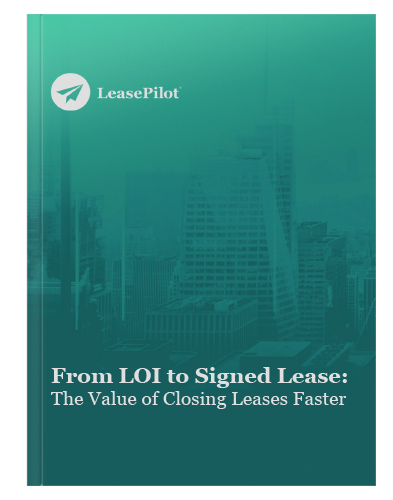 LeasePilot
From LOI to Signed Lease:
The Value of Closing Leases Faster